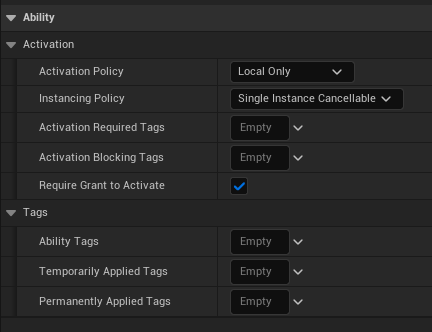 Ability
Activation
Activation Policy Local Only
Instancing Policy Single Instance Cancellable
Activation Required Tags Empty
Activation Blocking Tags Empty
Require Grant to Activate
Tags
Ability Tags Empty
Temporarily Applied Tags Empty
Permanently Applied Tags Empty